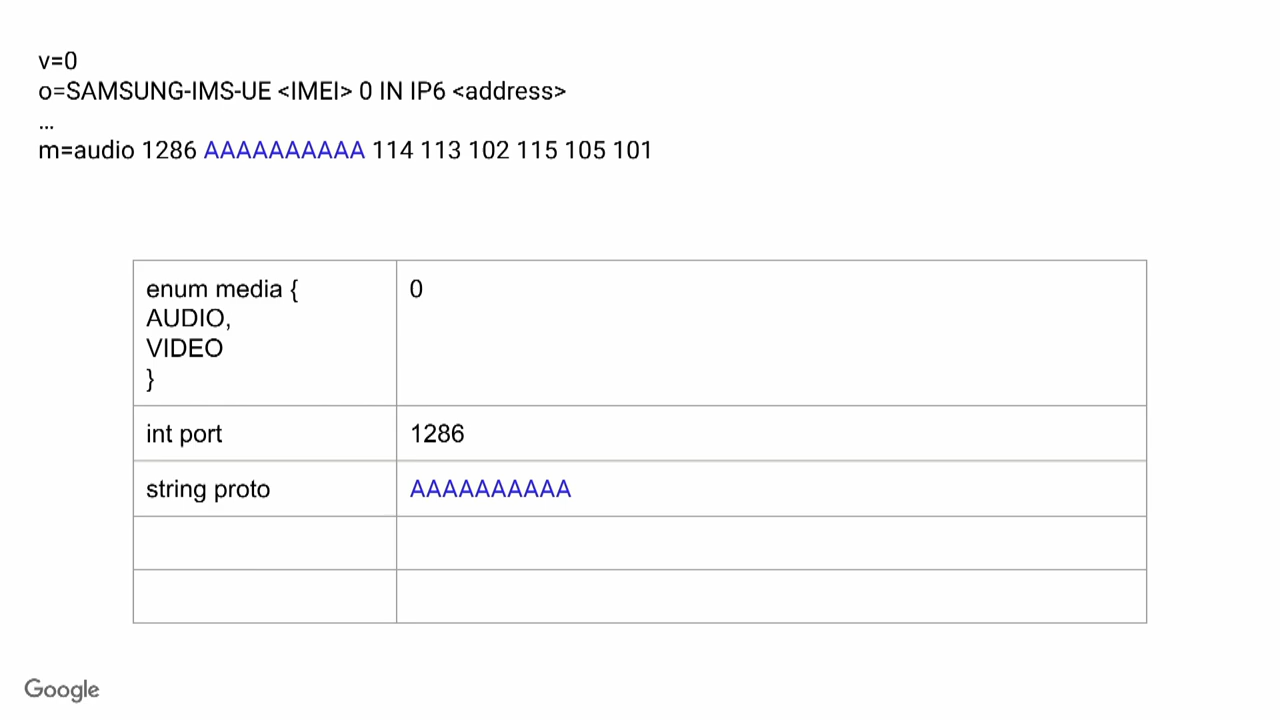 v=0
o=SAMSUNG-IMS-UE <IMEI> 0 IN IP6 <address>
...
m=audio 1286 AAAAAAAAAA 114 113 102 115 105 101
enum media {
AUDIO,
VIDEO
}
0
int port
1286
string proto
AAAAAAAAAA
Google